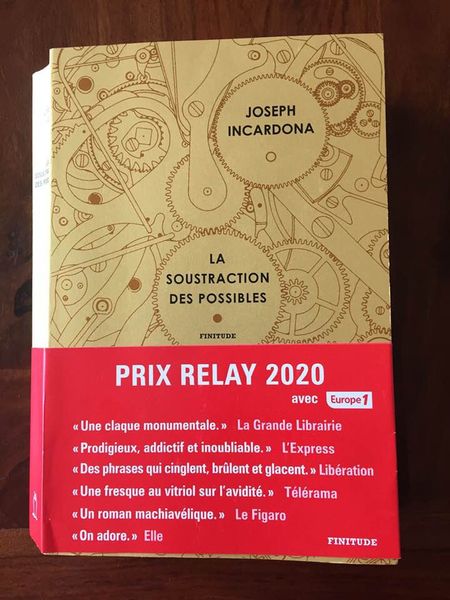 JOSEPH
INCARDONA
LA
SOUSTRACTION
DES POSSIBLES
FINITUDE
PRIX RELAY 2020
avec Europe 1
« Une claque monumentale. » La Grande Librairie
« Prodigieux, addictif et inoubliable. » L'Express
« Des phrases qui cinglent, brûlent et glacent. » Libération
« Une fresque au vitriol sur l'avidité. » Télérama
« Un roman machiavélique. » Le Figaro
« On adore. » Elle
FINITUDE